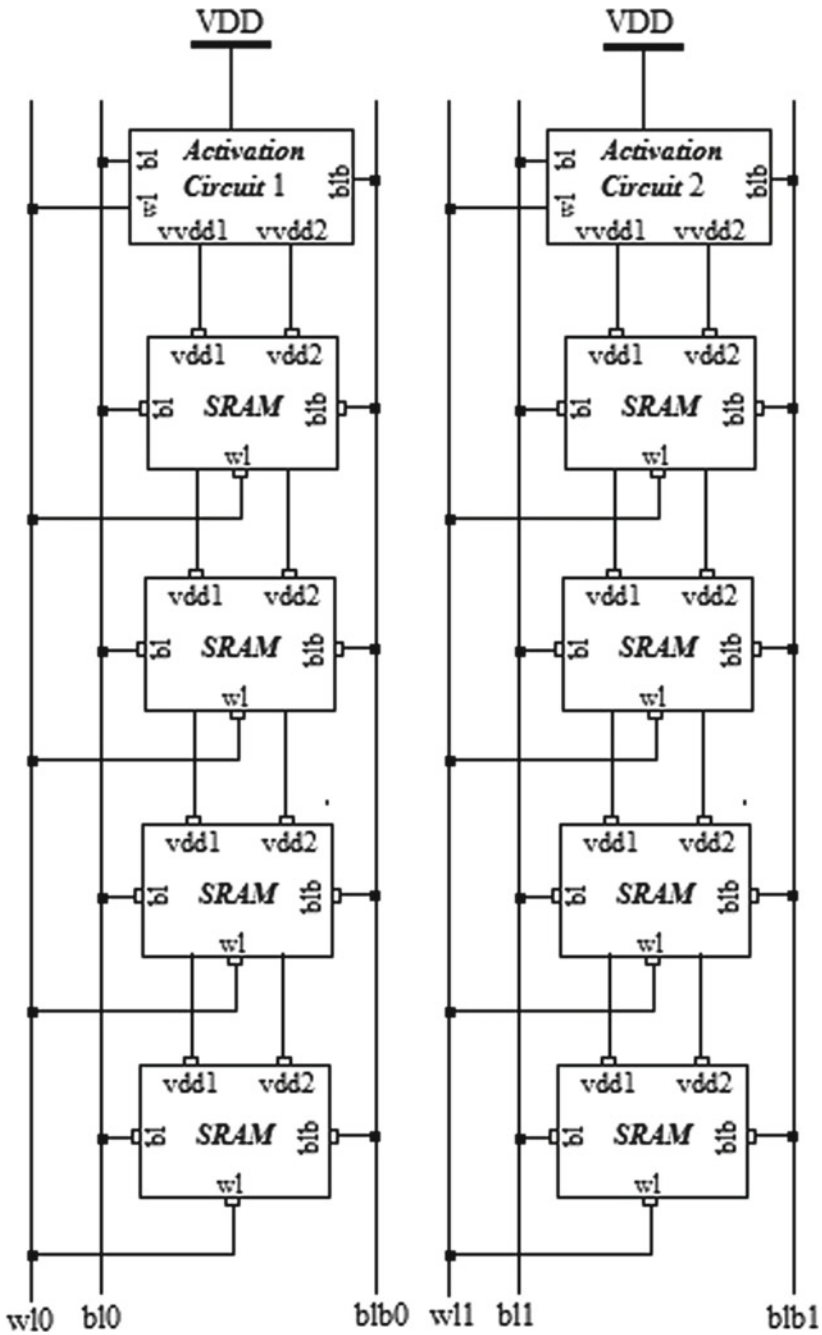 VDD VDD
bl Activation Circuit 1 blb
wl
vvdd1 vvdd2
bl Activation Circuit 2 blb
wl
vvdd1 vvdd2
vdd1 vdd2
bl SRAM blb
wl
vdd1 vdd2
bl SRAM blb
wl
vdd1 vdd2
bl SRAM blb
wl
vdd1 vdd2
bl SRAM blb
wl
vdd1 vdd2
bl SRAM blb
wl
vdd1 vdd2
bl SRAM blb
wl
vdd1 vdd2
bl SRAM blb
wl
vdd1 vdd2
bl SRAM blb
wl
wl0 bl0 blb0 wl1 bl1 blb1